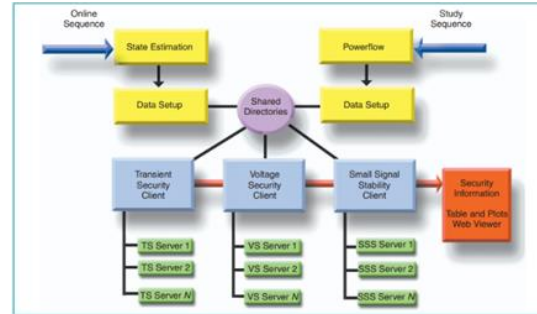 Online
Sequence
Study
Sequence
State Estimation
Powerflow
Data Setup
Shared
Directories
Data Setup
Transient
Security
Client
Voltage
Security
Client
Small Signal
Stability
Client
Security
Information
Table and Plots
Web Viewer
TS Server 1
TS Server 2
TS Server N
VS Server 1
VS Server 2
VS Server N
SSS Server 1
SSS Server 2
SSS Server N